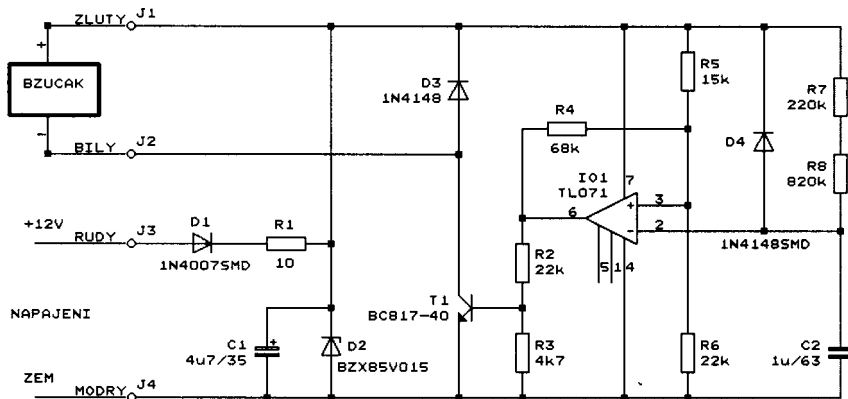 ZLUTY J1
+
BZUCAK
-
BILY J2
+12V
RUDY J3
D1
1N4007SMD
R1
10
NAPAJENI
ZEM
MODRY J4
C1
+
4u7/35
D2
BZX85V015
D3
1N4148
T1
BC817-40
R4
68k
R2
22k
R3
4k7
IO1
TL071
7
6
+
3
-
2
5 1 4
R5
15k
R6
22k
D4
1N4148SMD
R7
220k
R8
820k
C2
1u/63